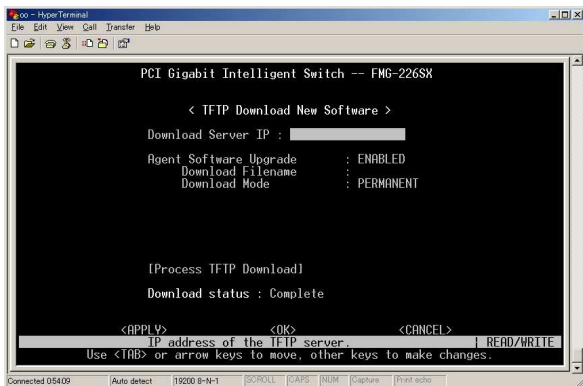 oo - HyperTerminal
File Edit View Call Transfer Help
PCI Gigabit Intelligent Switch -- FMG-226SX
< TFTP Download New Software >
Download Server IP :
Agent Software Upgrade : ENABLED
Download Filename :
Download Mode : PERMANENT
[Process TFTP Download]
Download status : Complete
<APPLY> <OK> <CANCEL>
IP address of the TFTP server. | READ/WRITE
Use <TAB> or arrow keys to move, other keys to make changes.
Connected 0:54:09 Auto detect 19200 8-N-1 SCROLL CAPS NUM Capture Print echo